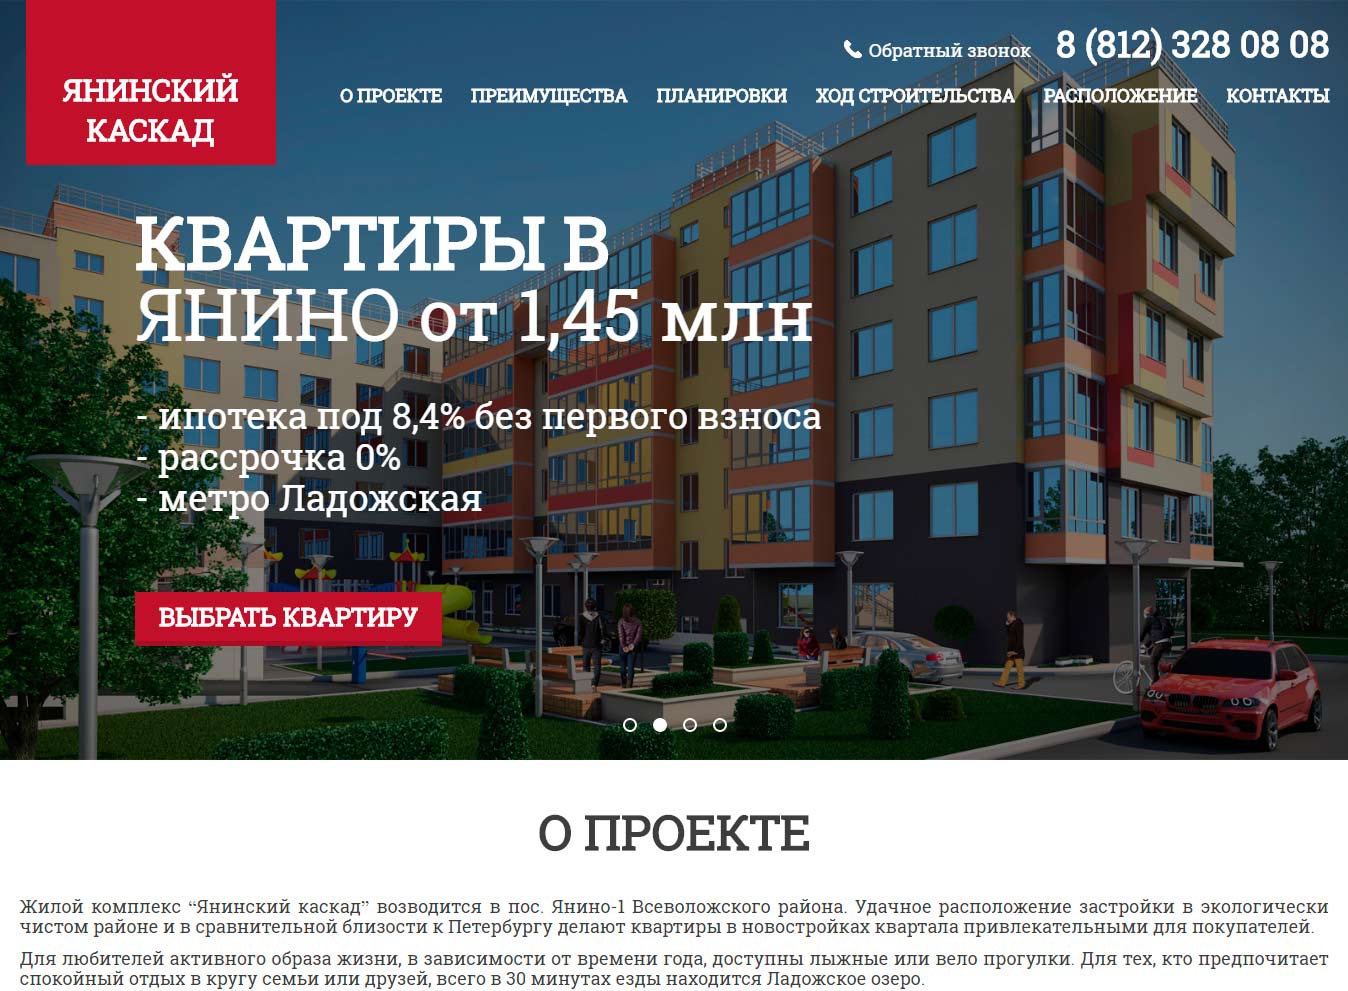 ЯНИНСКИЙ
КАСКАД
Обратный звонок 8 (812) 328 08 08
О ПРОЕКТЕ ПРЕИМУЩЕСТВА ПЛАНИРОВКИ ХОД СТРОИТЕЛЬСТВА РАСПОЛОЖЕНИЕ КОНТАКТЫ
КВАРТИРЫ В
ЯНИНО от 1,45 млн
- ипотека под 8,4% без первого взноса
- рассрочка 0%
- метро Ладожская
ВЫБРАТЬ КВАРТИРУ
О ПРОЕКТЕ
Жилой комплекс “Янинский каскад” возводится в пос. Янино-1 Всеволожского района. Удачное расположение застройки в экологически
чистом районе и в сравнительной близости к Петербургу делают квартиры в новостройках квартала привлекательными для покупателей.
Для любителей активного образа жизни, в зависимости от времени года, доступны лыжные или вело прогулки. Для тех, кто предпочитает
спокойный отдых в кругу семьи или друзей, всего в 30 минутах езды находится Ладожское озеро.